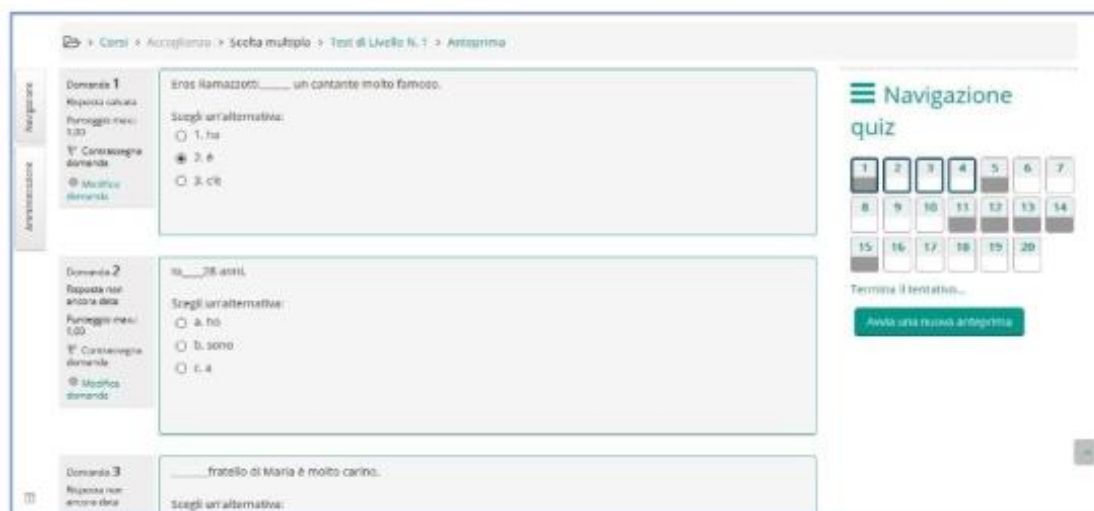 > Corsi > Accoglienza > Scelta multipla > Test di Livello N. 1 > Anteprima
Navigazione
Amministrazione
Domanda 1
Risposta salvata
Punteggio max.:
1,00
Contrassegna
domanda
Modifica
domanda
Eros Ramazzotti______ un cantante molto famoso.
Scegli un'alternativa:
1. ha
2. è
3. c'è
Domanda 2
Risposta non
ancora data
Punteggio max.:
1,00
Contrassegna
domanda
Modifica
domanda
Io____28 anni.
Scegli un'alternativa:
a. ho
b. sono
c. a
Domanda 3
Risposta non
ancora data
_______fratello di Maria è molto carino.
Scegli un'alternativa:
Navigazione
quiz
1 2 3 4 5 6 7
8 9 10 11 12 13 14
15 16 17 18 19 20
Termina il tentativo...
Avvia una nuova anteprima